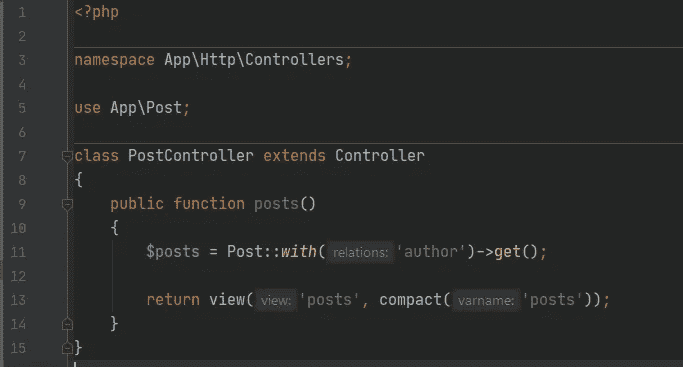 1 <?php
2
3 namespace App\Http\Controllers;
4
5 use App\Post;
6
7 class PostController extends Controller
8 {
9 public function posts()
10 {
11 $posts = Post::with( relations: 'author')->get();
12
13 return view( view: 'posts', compact( varname: 'posts'));
14 }
15 }